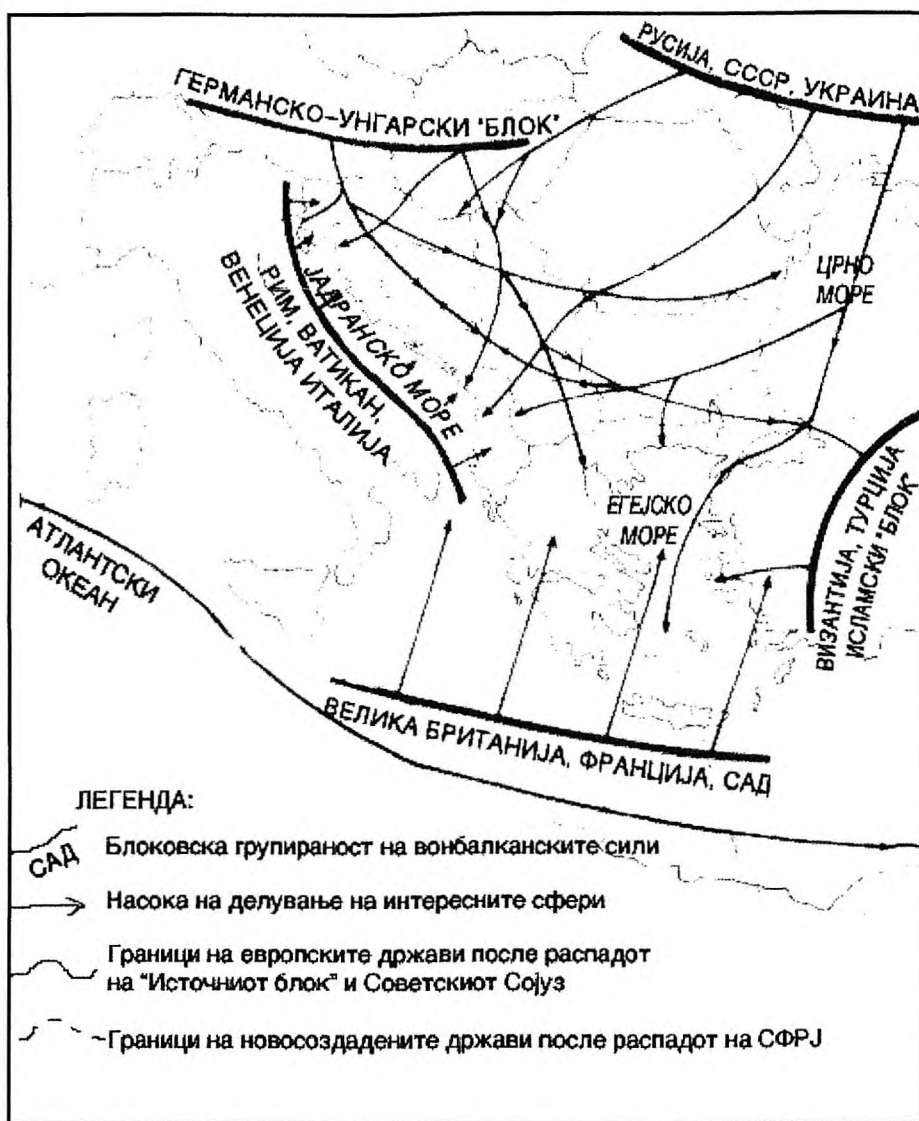 РУСИЈА, СССР, УКРАИНА
ГЕРМАНСКО-УНГАРСКИ "БЛОК"
ЦРНО
МОРЕ
ЈАДРАНСКО МОРЕ
РИМ, ВАТИКАН,
ВЕНЕЦИЈА ИТАЛИЈА
ЕГЕЈСКО
МОРЕ
ВИЗАНТИЈА, ТУРЦИЈА
ИСЛАМСКИ "БЛОК"
АТЛАНТСКИ
ОКЕАН
ВЕЛИКА БРИТАНИЈА, ФРАНЦИЈА, САД
ЛЕГЕНДА:
САД Блоковска групираност на вонбалканските сили
Насока на делување на интересните сфери
Граници на европските држави после распадот
на "Источниот блок" и Советскиот Сојуз
Граници на новосоздадените држави после распадот на СФРЈ